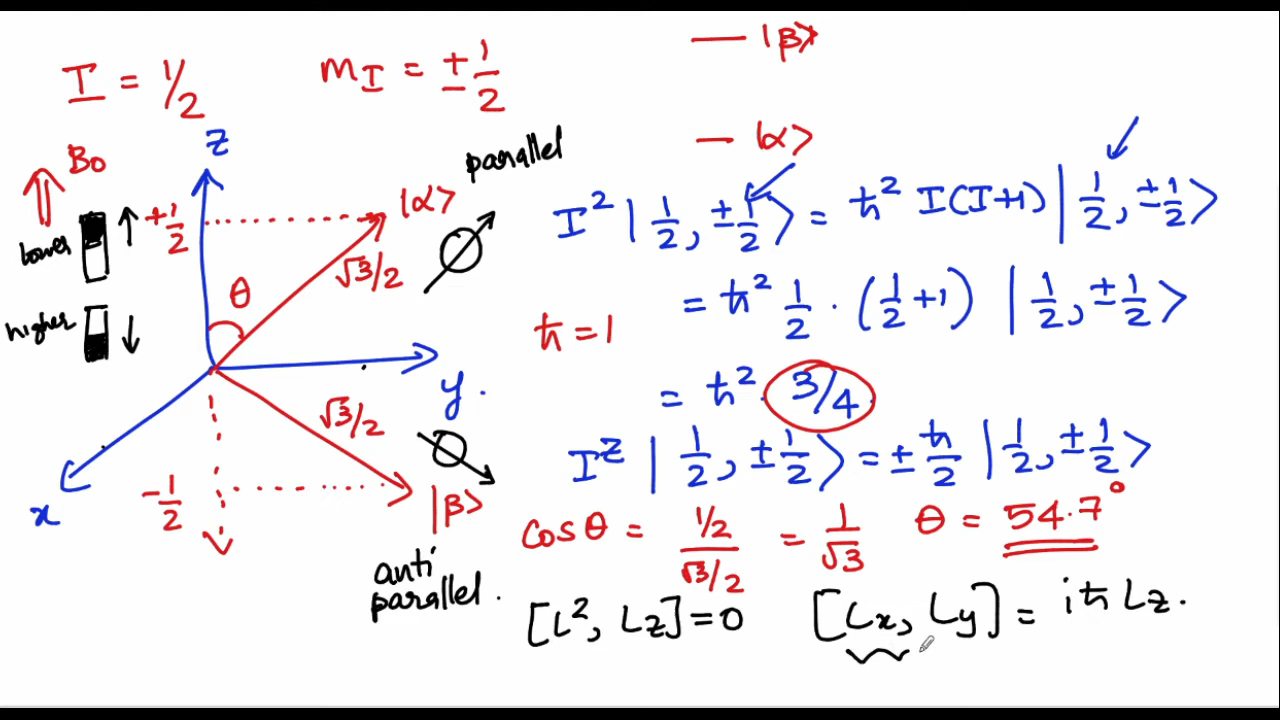 I = 1/2
m_I = ± 1/2
— |β⟩
— |α⟩
z
B₀
parallel
|α⟩
+1/2
lower
√3/2
θ
higher
y.
√3/2
x
-1/2
|β⟩
anti
parallel.
I² | 1/2, ±1/2⟩ = ħ² I(I+1) | 1/2, ±1/2⟩
= ħ² 1/2 · (1/2 + 1) | 1/2, ±1/2⟩
ħ = 1
= ħ². 3/4.
I^z | 1/2, ±1/2⟩ = ± ħ/2 | 1/2, ±1/2⟩
cos θ = (1/2)/(√3/2) = 1/√3 θ = 54.7°
[L², Lz] = 0 [Lx, Ly] = iħ Lz.